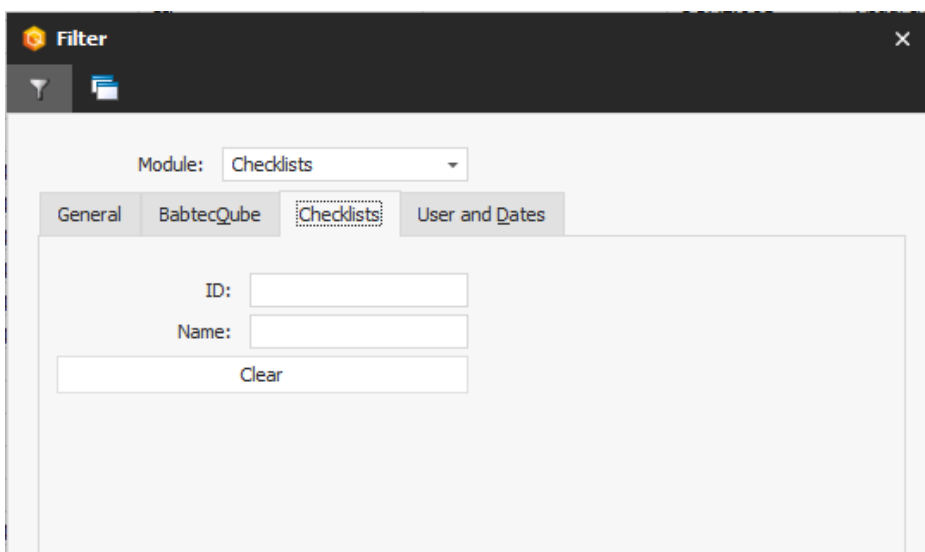 Filter
Module: Checklists
General BabtecQube Checklists User and Dates
ID:
Name:
Clear